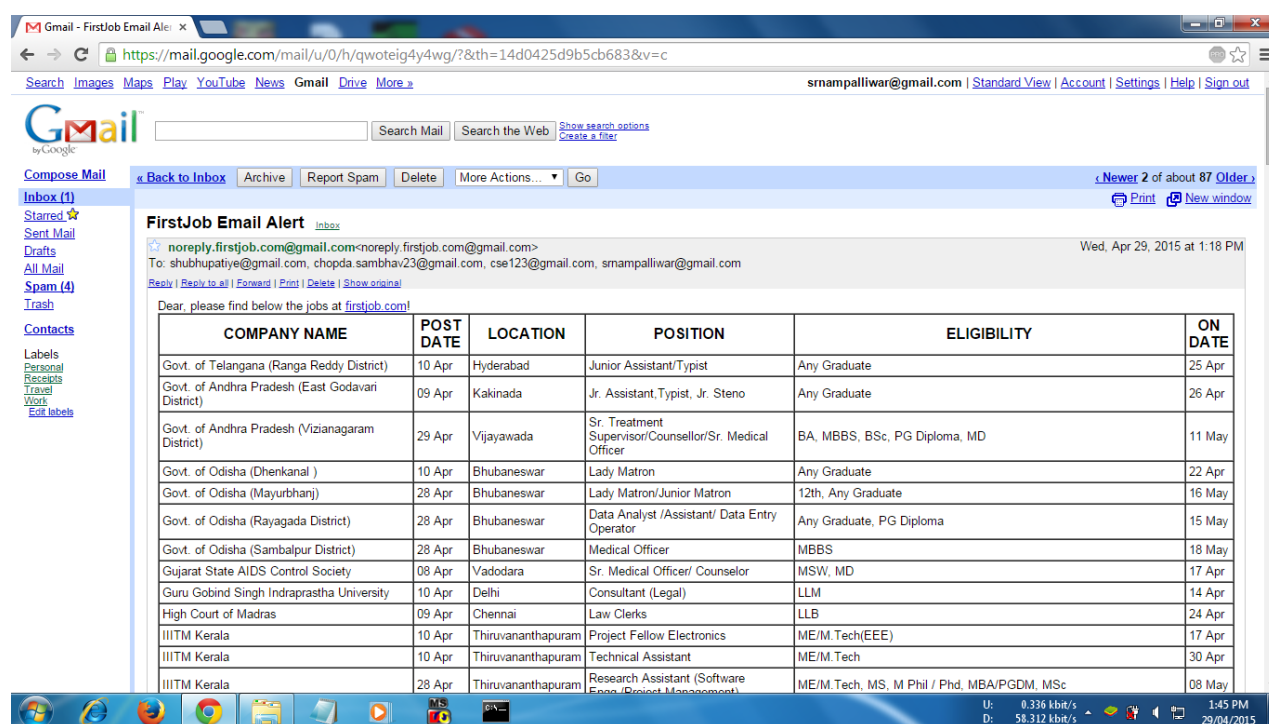 Gmail - FirstJob Email Aler ×
https://mail.google.com/mail/u/0/h/qwoteig4y4wg/?&th=14d0425d9b5cb683&v=c
Search Images Maps Play YouTube News Gmail Drive More »
srnampalliwar@gmail.com | Standard View | Account | Settings | Help | Sign out
Gmail
by Google
Search Mail Search the Web Show search options
Create a filter
Compose Mail
Inbox (1)
Starred
Sent Mail
Drafts
All Mail
Spam (4)
Trash
Contacts
Labels
Personal
Receipts
Travel
Work
Edit labels
« Back to Inbox Archive Report Spam Delete More Actions... Go
‹ Newer 2 of about 87 Older ›
Print New window
FirstJob Email Alert Inbox
noreply.firstjob.com@gmail.com<noreply.firstjob.com@gmail.com> Wed, Apr 29, 2015 at 1:18 PM
To: shubhupatiye@gmail.com, chopda.sambhav23@gmail.com, cse123@gmail.com, srnampalliwar@gmail.com
Reply | Reply to all | Forward | Print | Delete | Show original
Dear, please find below the jobs at firstjob.com!
COMPANY NAME POST DATE LOCATION POSITION ELIGIBILITY ON DATE
Govt. of Telangana (Ranga Reddy District) 10 Apr Hyderabad Junior Assistant/Typist Any Graduate 25 Apr
Govt. of Andhra Pradesh (East Godavari District) 09 Apr Kakinada Jr. Assistant,Typist, Jr. Steno Any Graduate 26 Apr
Govt. of Andhra Pradesh (Vizianagaram District) 29 Apr Vijayawada Sr. Treatment Supervisor/Counsellor/Sr. Medical Officer BA, MBBS, BSc, PG Diploma, MD 11 May
Govt. of Odisha (Dhenkanal ) 10 Apr Bhubaneswar Lady Matron Any Graduate 22 Apr
Govt. of Odisha (Mayurbhanj) 28 Apr Bhubaneswar Lady Matron/Junior Matron 12th, Any Graduate 16 May
Govt. of Odisha (Rayagada District) 28 Apr Bhubaneswar Data Analyst /Assistant/ Data Entry Operator Any Graduate, PG Diploma 15 May
Govt. of Odisha (Sambalpur District) 28 Apr Bhubaneswar Medical Officer MBBS 18 May
Gujarat State AIDS Control Society 08 Apr Vadodara Sr. Medical Officer/ Counselor MSW, MD 17 Apr
Guru Gobind Singh Indraprastha University 10 Apr Delhi Consultant (Legal) LLM 14 Apr
High Court of Madras 09 Apr Chennai Law Clerks LLB 24 Apr
IIITM Kerala 10 Apr Thiruvananthapuram Project Fellow Electronics ME/M.Tech(EEE) 17 Apr
IIITM Kerala 10 Apr Thiruvananthapuram Technical Assistant ME/M.Tech 30 Apr
IIITM Kerala 28 Apr Thiruvananthapuram Research Assistant (Software Engg./Project Management) ME/M.Tech, MS, M Phil / Phd, MBA/PGDM, MSc 08 May
MS
C:\
U: 0.336 kbit/s
D: 58.312 kbit/s
1:45 PM
29/04/2015